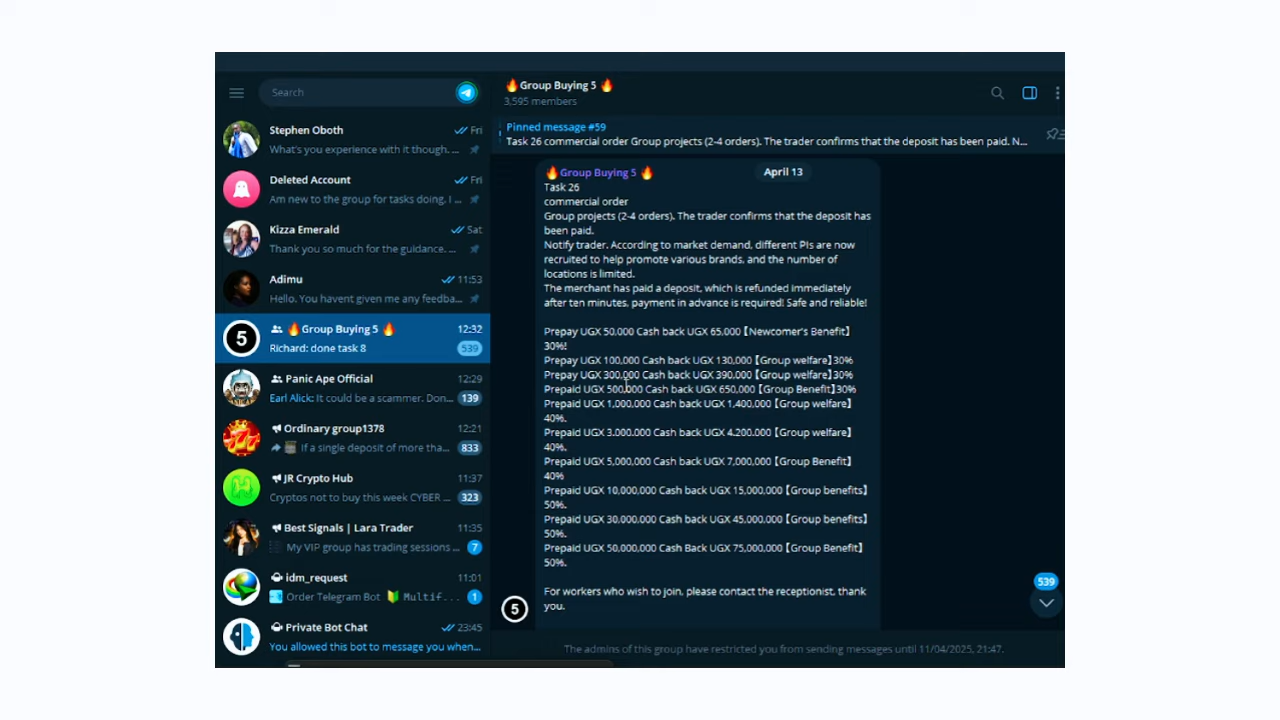 Search
Stephen Oboth
Fri
What's you experience with it though. ...
Deleted Account
Fri
Am new to the group for tasks doing. I ...
Kizza Emerald
Sat
Thank you so much for the guidance. ...
Adimu
11:53
Hello. You havent given me any feedba...
5
🔥Group Buying 5 🔥
12:32
Richard: done task 8
539
Panic Ape Official
12:29
Earl Alick: It could be a scammer. Don...
139
Ordinary group1378
12:21
If a single deposit of more tha...
833
JR Crypto Hub
11:37
Cryptos not to buy this week CYBER ...
323
Best Signals | Lara Trader
11:35
My VIP group has trading sessions ...
7
idm_request
11:01
Order Telegram Bot 🔰 Multif...
1
Private Bot Chat
23:45
You allowed this bot to message you when...
🔥Group Buying 5 🔥
3,595 members
Pinned message #59
Task 26 commercial order Group projects (2-4 orders). The trader confirms that the deposit has been paid. N...
🔥Group Buying 5 🔥
April 13
Task 26
commercial order
Group projects (2-4 orders). The trader confirms that the deposit has
been paid.
Notify trader. According to market demand, different PIs are now
recruited to help promote various brands, and the number of
locations is limited.
The merchant has paid a deposit, which is refunded immediately
after ten minutes, payment in advance is required! Safe and reliable!
Prepay UGX 50,000 Cash back UGX 65,000【Newcomer's Benefit】
30%!
Prepay UGX 100,000 Cash back UGX 130,000【Group welfare】30%
Prepay UGX 300,000 Cash back UGX 390,000【Group welfare】30%
Prepaid UGX 500,000 Cash back UGX 650,000【Group Benefit】30%
Prepaid UGX 1,000,000 Cash back UGX 1,400,000【Group welfare】
40%.
Prepaid UGX 3.000.000 Cash back UGX 4.200.000【Group welfare】
40%.
Prepaid UGX 5,000,000 Cash back UGX 7,000,000【Group Benefit】
40%
Prepaid UGX 10,000,000 Cash back UGX 15,000,000【Group benefits】
50%.
Prepaid UGX 30,000,000 Cash back UGX 45,000,000【Group benefits】
50%.
Prepaid UGX 50,000,000 Cash Back UGX 75,000,000【Group Benefit】
50%.
For workers who wish to join, please contact the receptionist, thank
you.
5
539
The admins of this group have restricted you from sending messages until 11/04/2025, 21:47.